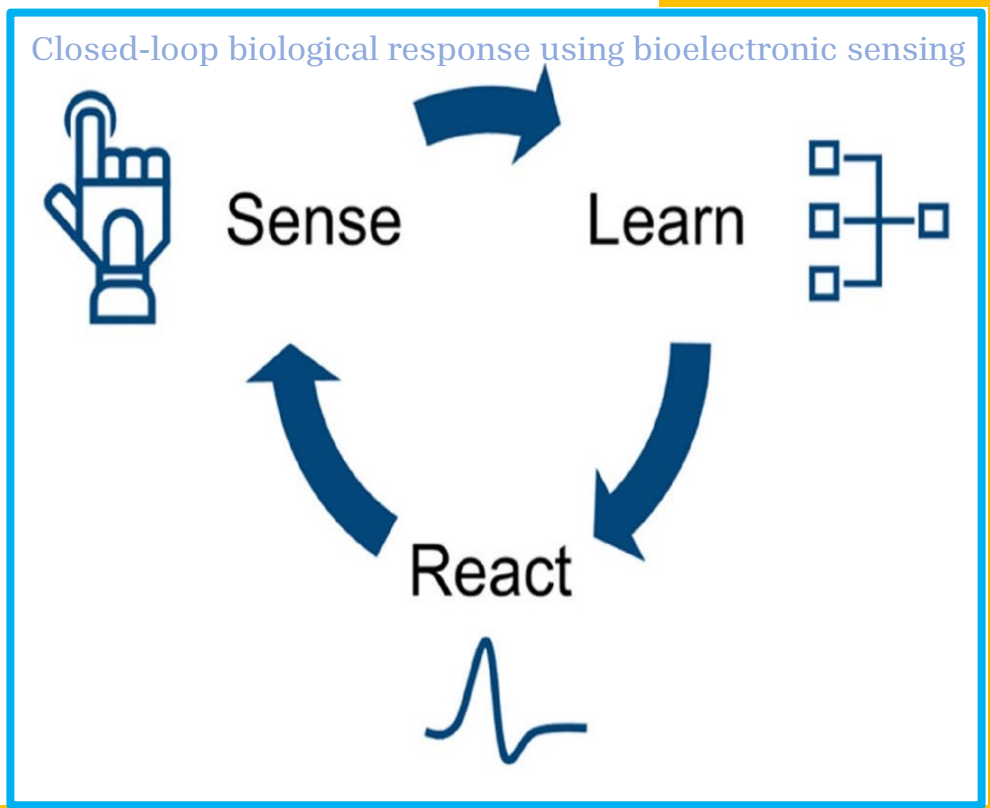 Closed-loop biological response using bioelectronic sensing
Sense
Learn
React